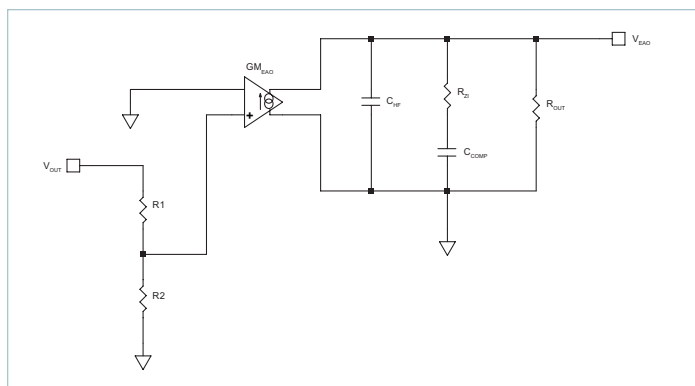 GM_EAO
V_EAO
C_HF
R_ZI
R_OUT
+
C_COMP
V_OUT
R1
R2